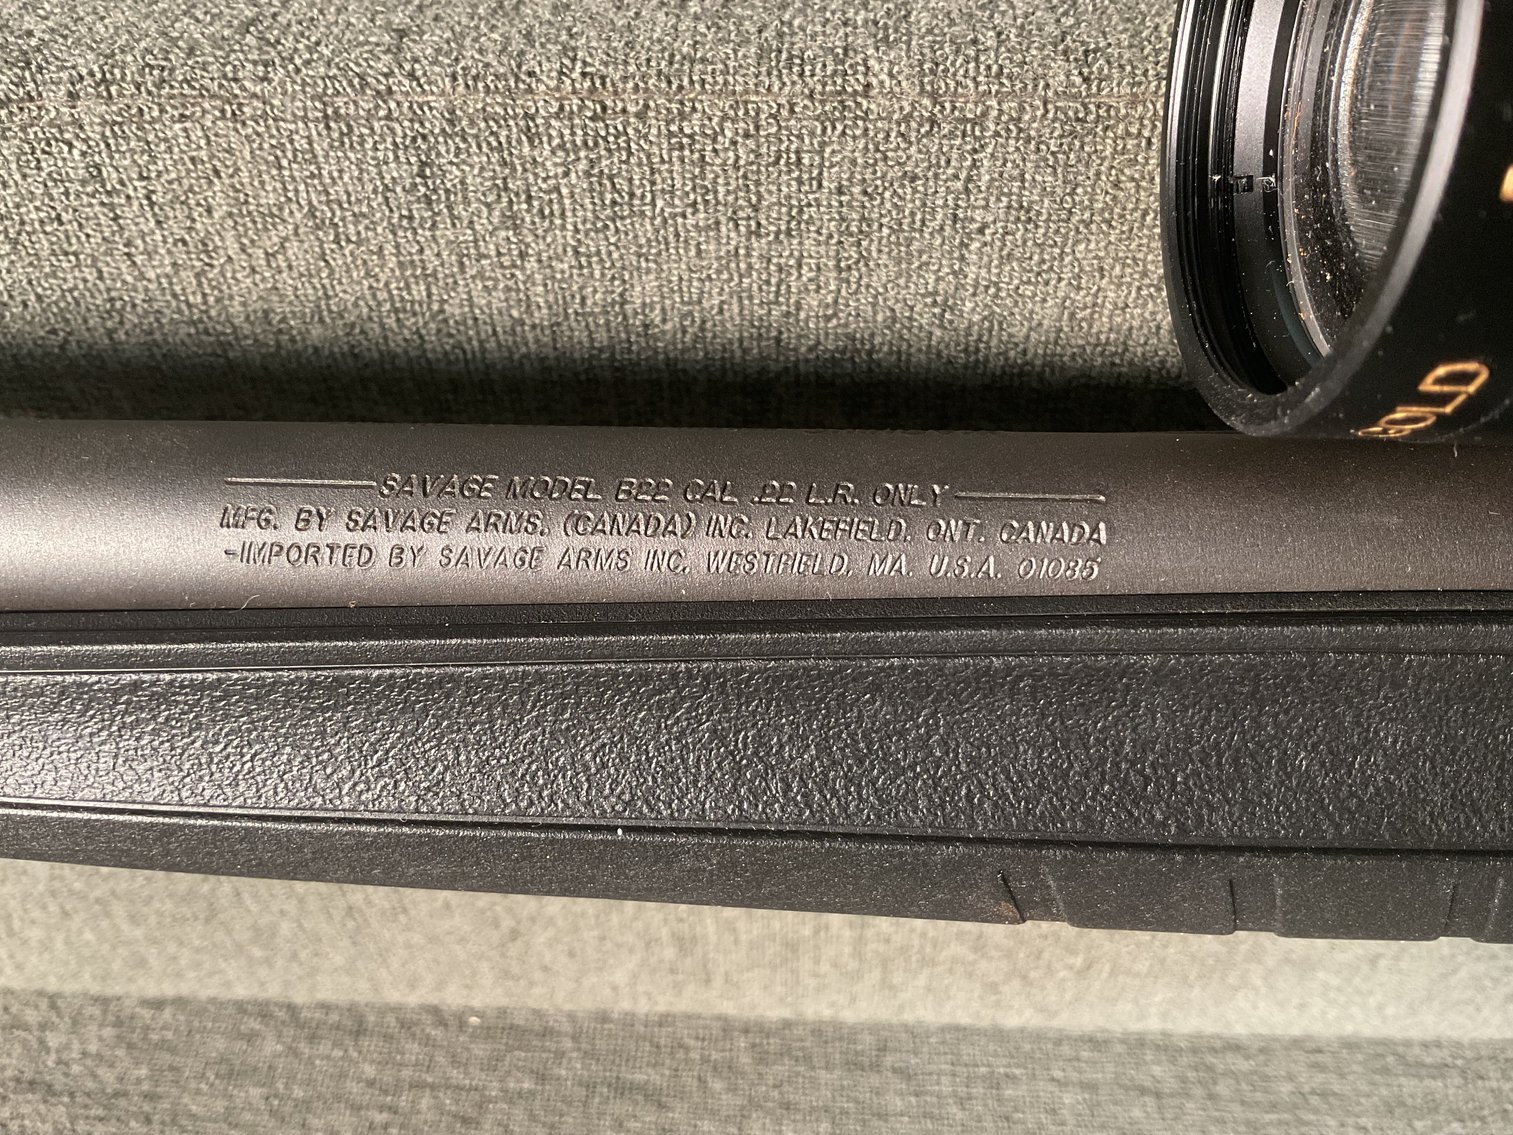 SAVAGE MODEL B22 CAL .22 L.R. ONLY
MFG. BY SAVAGE ARMS. (CANADA) INC. LAKEFIELD. ONT. CANADA
-IMPORTED BY SAVAGE ARMS INC. WESTFIELD, MA. U.S.A. 01085
GOLD